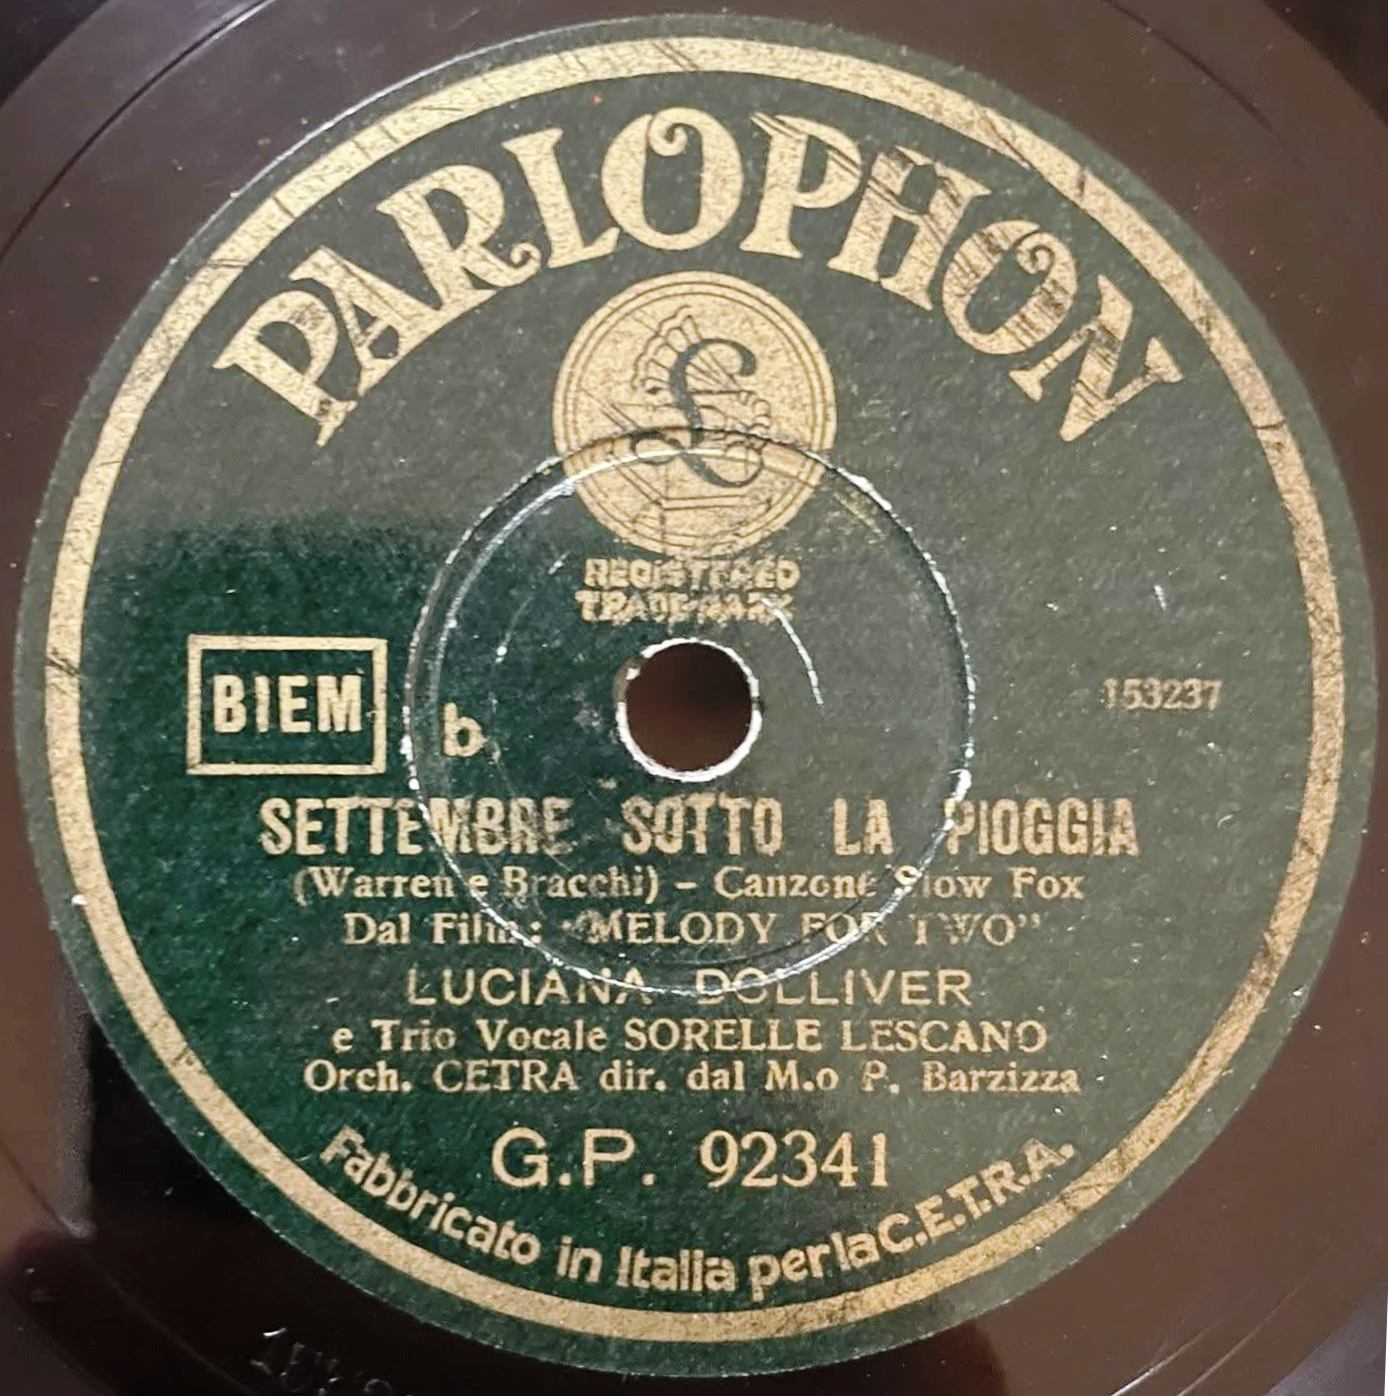 PARLOPHON
£
REGISTERED
TRADE MARK
BIEM
b
153237
SETTEMBRE SOTTO LA PIOGGIA
(Warren e Bracchi) - Canzone Slow Fox
Dal Film: "MELODY FOR TWO"
LUCIANA DOLLIVER
e Trio Vocale SORELLE LESCANO
Orch. CETRA dir. dal M.o P. Barzizza
G.P. 92341
Fabbricato in Italia per la C.E.T.R.A.